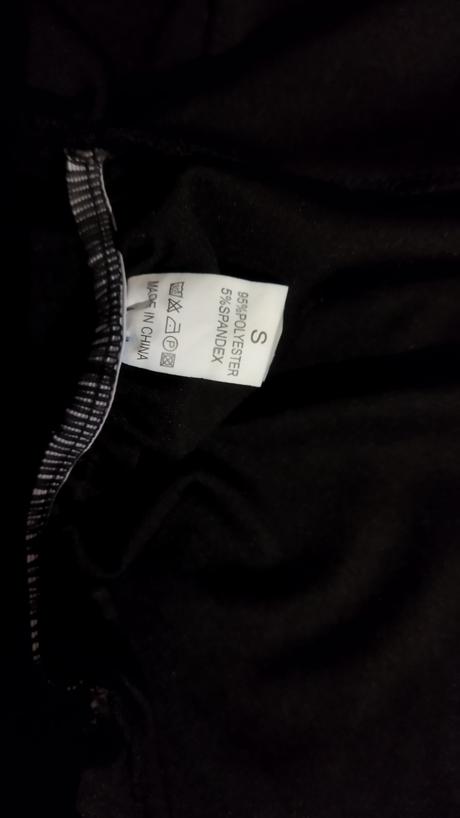 S
95%POLYESTER
5%SPANDEX
MADE IN CHINA